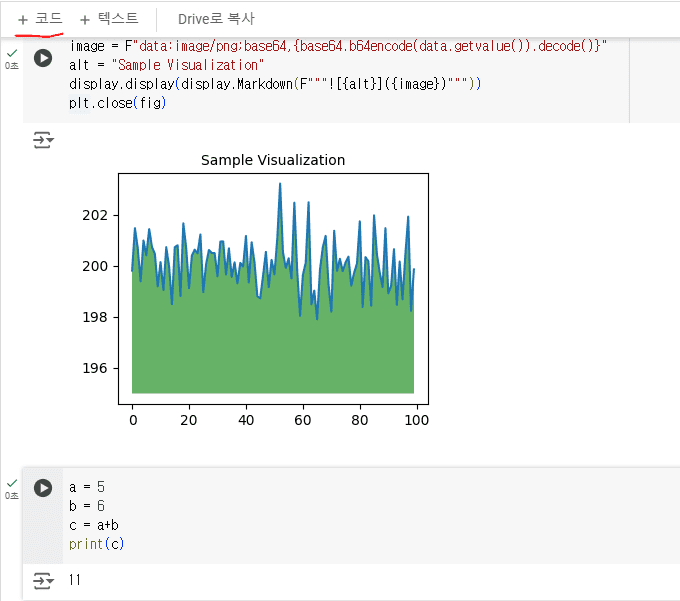 + 코드 + 텍스트 Drive로 복사
image = F"data:image/png;base64,{base64.b64encode(data.getvalue()).decode()}"
0초
alt = "Sample Visualization"
display.display(display.Markdown(F"""![{alt}]({image})"""))
plt.close(fig)
Sample Visualization
202
200
198
196
0 20 40 60 80 100
a = 5
0초
b = 6
c = a+b
print(c)
11